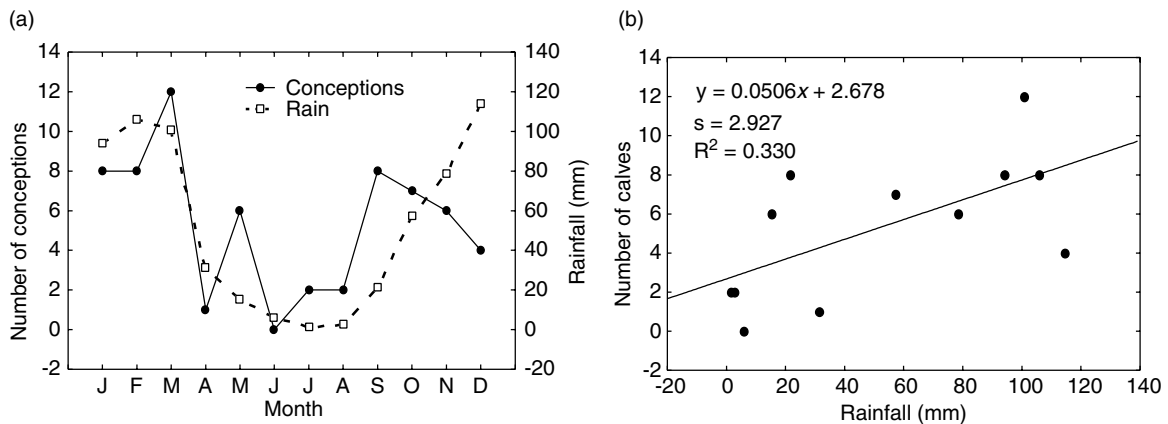 (a)
14
12
10
8
6
4
2
0
-2
Number of conceptions
Conceptions
Rain
140
120
100
80
60
40
20
0
-20
Rainfall (mm)
J F M A M J J A S O N D
Month
(b)
14
12
10
8
6
4
2
0
-2
Number of calves
y = 0.0506x + 2.678
s = 2.927
R² = 0.330
-20 0 20 40 60 80 100 120 140
Rainfall (mm)